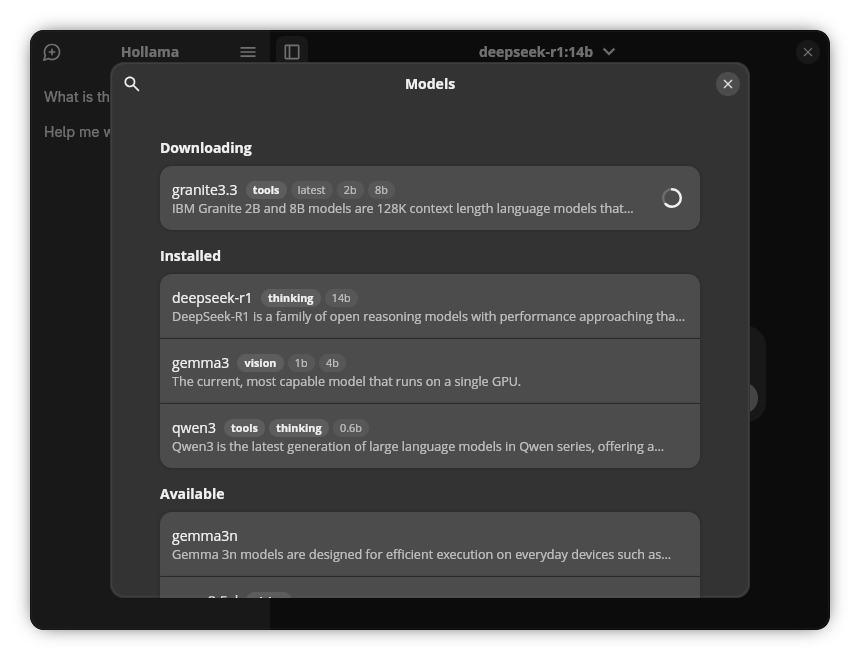 Hollama
deepseek-r1:14b
What is th
Help me w
Models
Downloading
granite3.3 tools latest 2b 8b
IBM Granite 2B and 8B models are 128K context length language models that...
Installed
deepseek-r1 thinking 14b
DeepSeek-R1 is a family of open reasoning models with performance approaching tha...
gemma3 vision 1b 4b
The current, most capable model that runs on a single GPU.
qwen3 tools thinking 0.6b
Qwen3 is the latest generation of large language models in Qwen series, offering a...
Available
gemma3n
Gemma 3n models are designed for efficient execution on everyday devices such as...